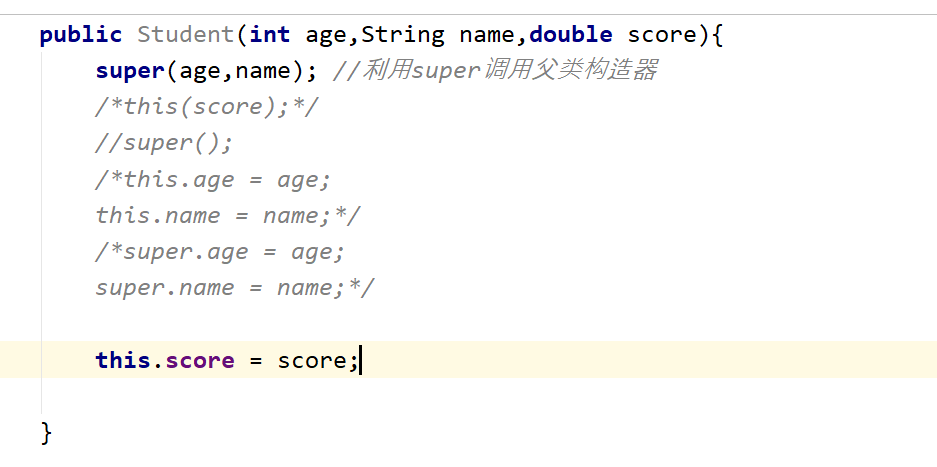 public Student(int age,String name,double score){
super(age,name); //利用super调用父类构造器
/*this(score);*/
//super();
/*this.age = age;
this.name = name;*/
/*super.age = age;
super.name = name;*/
this.score = score;
}